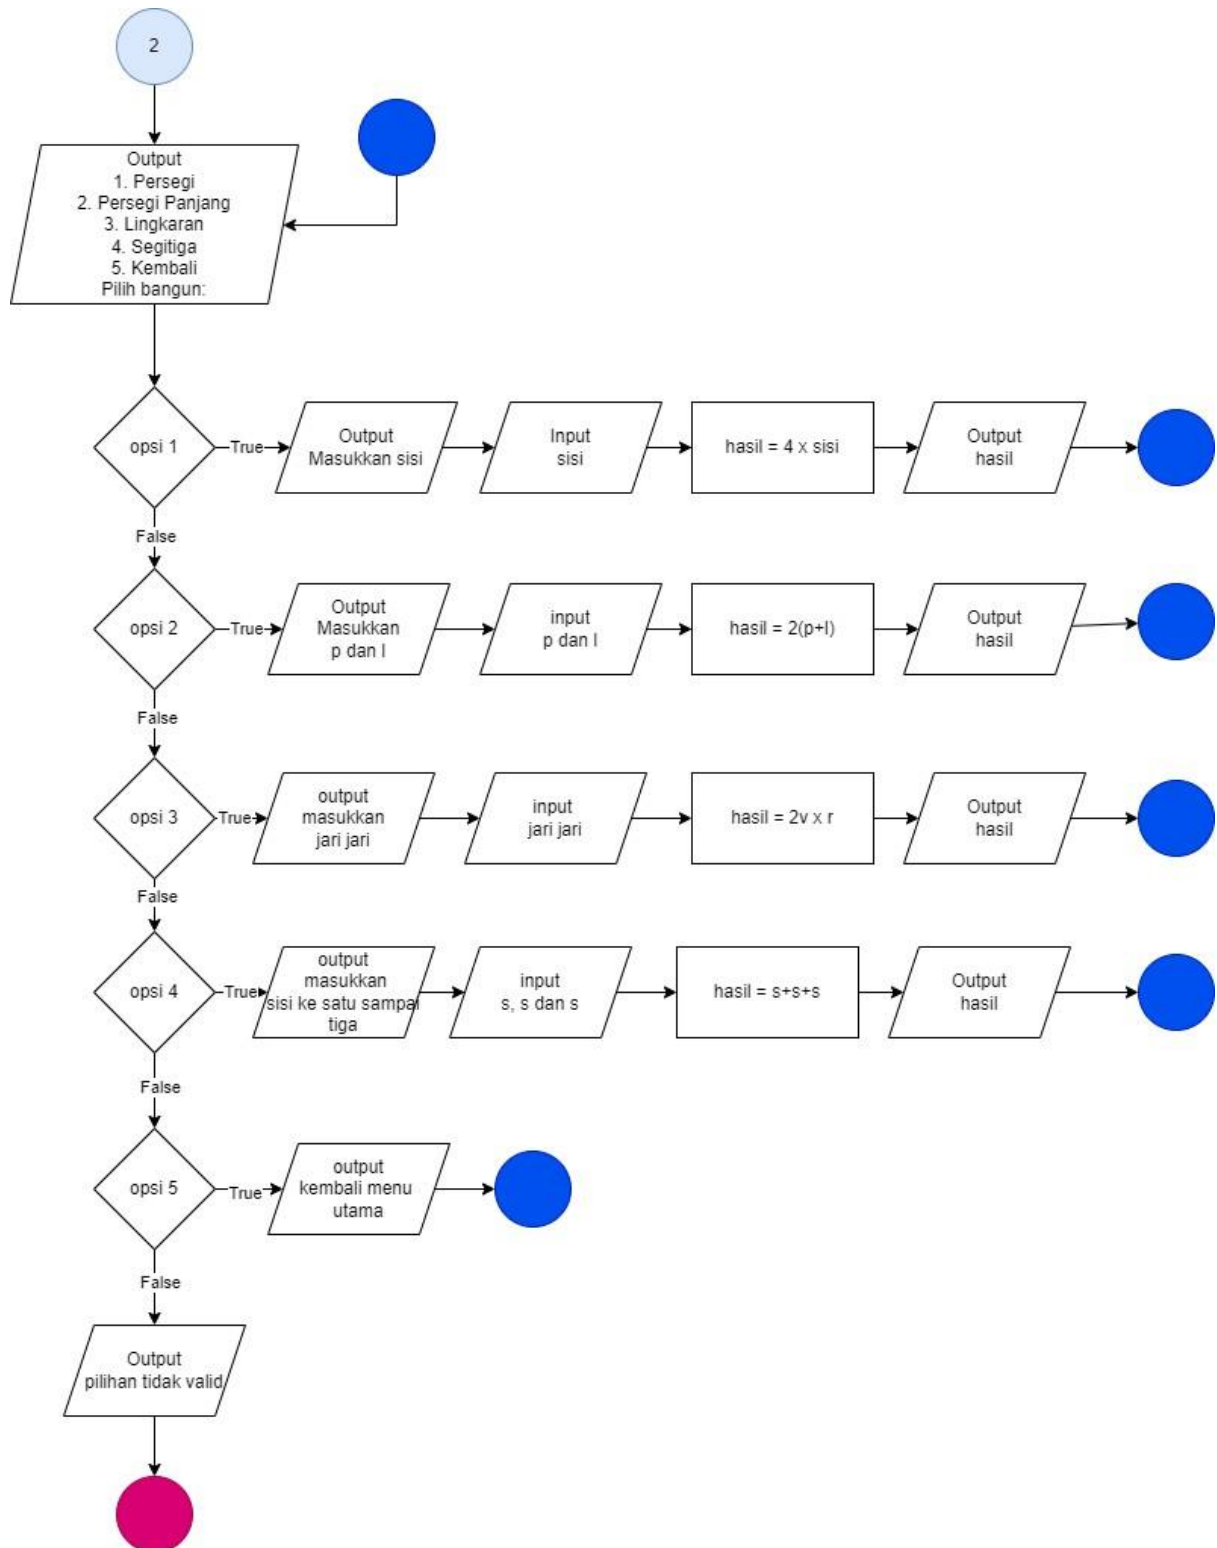 2
Output
1. Persegi
2. Persegi Panjang
3. Lingkaran
4. Segitiga
5. Kembali
Pilih bangun:
opsi 1
True
Output
Masukkan sisi
Input
sisi
hasil = 4 x sisi
Output
hasil
False
opsi 2
True
Output
Masukkan
p dan l
input
p dan l
hasil = 2(p+l)
Output
hasil
False
opsi 3
True
output
masukkan
jari jari
input
jari jari
hasil = 2v x r
Output
hasil
False
opsi 4
True
output
masukkan
sisi ke satu sampai
tiga
input
s, s dan s
hasil = s+s+s
Output
hasil
False
opsi 5
True
output
kembali menu
utama
False
Output
pilihan tidak valid